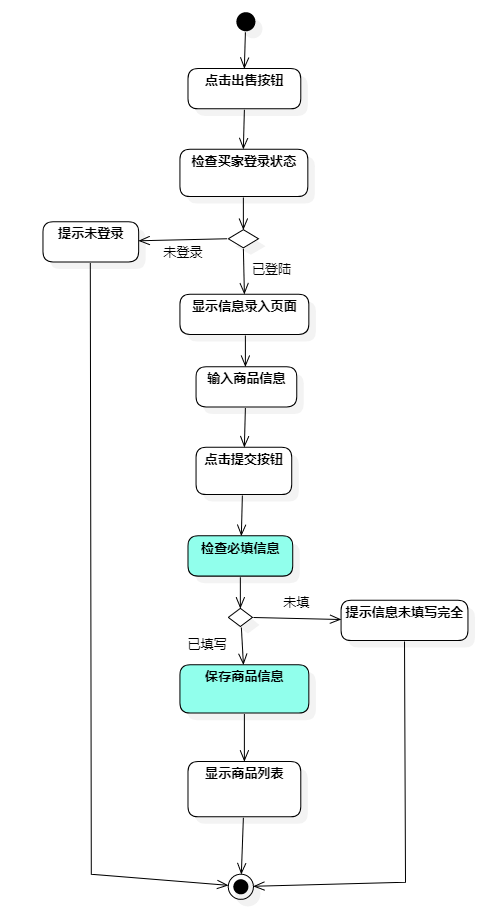 点击出售按钮
检查买家登录状态
提示未登录
未登录
已登陆
显示信息录入页面
输入商品信息
点击提交按钮
检查必填信息
未填
提示信息未填写完全
已填写
保存商品信息
显示商品列表